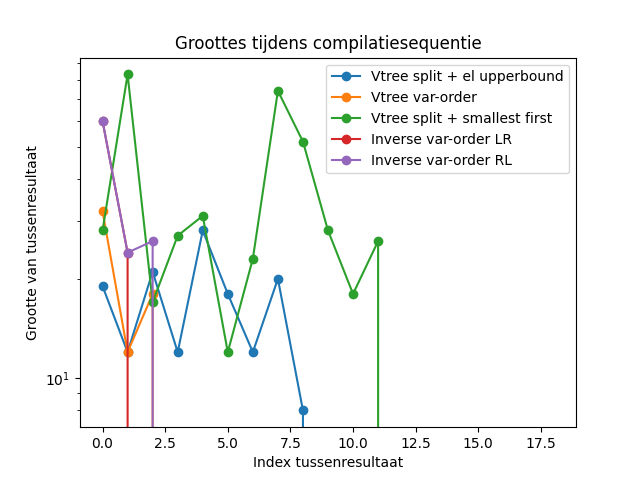 Groottes tijdens compilatiesequentie
Vtree split + el upperbound
Vtree var-order
Vtree split + smallest first
Inverse var-order LR
Inverse var-order RL
Grootte van tussenresultaat
10¹
0.0 2.5 5.0 7.5 10.0 12.5 15.0 17.5
Index tussenresultaat